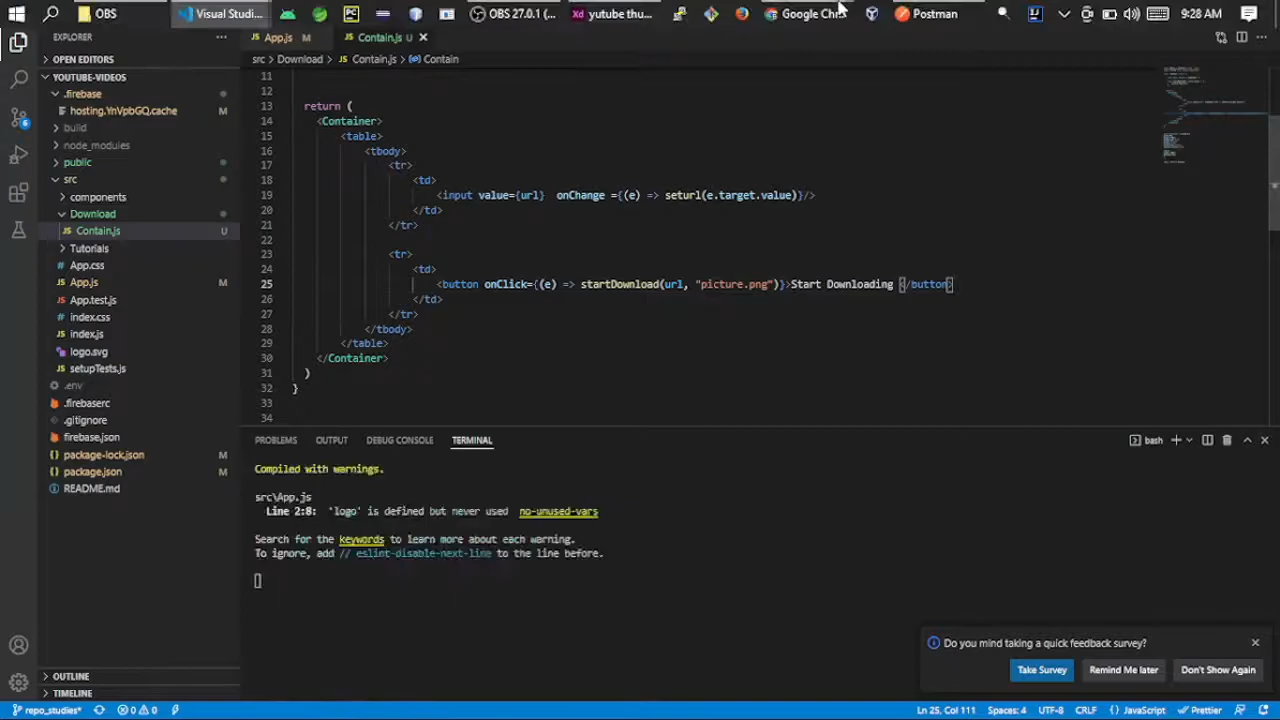 OBS
Visual Studi...
OBS 27.0.1 (...
yutube thu...
Google Chr
Postman
9:28 AM
EXPLORER
App.js M
Contain.js U
src > Download > Contain.js > Contain
OPEN EDITORS
YOUTUBE-VIDEOS
.firebase
hosting.YnVpbGQ.cache M
build
node_modules
public
src
components
Download
Contain.js U
Tutorials
App.css
App.js M
App.test.js
index.css
index.js
logo.svg
setupTests.js
.env
.firebaserc
.gitignore
firebase.json
package-lock.json M
package.json M
README.md
OUTLINE
TIMELINE
11
12
13 return (
14 <Container>
15 <table>
16 <tbody>
17 <tr>
18 <td>
19 <input value={url} onChange ={(e) => seturl(e.target.value)}/>
20 </td>
21 </tr>
22
23 <tr>
24 <td>
25 <button onClick={(e) => startDownload(url, "picture.png")}>Start Downloading </button>
26 </td>
27 </tr>
28 </tbody>
29 </table>
30 </Container>
31 )
32 }
33
34
PROBLEMS OUTPUT DEBUG CONSOLE TERMINAL
bash
Compiled with warnings.
src\App.js
Line 2:8: 'logo' is defined but never used no-unused-vars
Search for the keywords to learn more about each warning.
To ignore, add // eslint-disable-next-line to the line before.
Do you mind taking a quick feedback survey?
Take Survey
Remind Me later
Don't Show Again
repo_studies* 0 0
Ln 25, Col 111 Spaces: 4 UTF-8 CRLF {} JavaScript Prettier